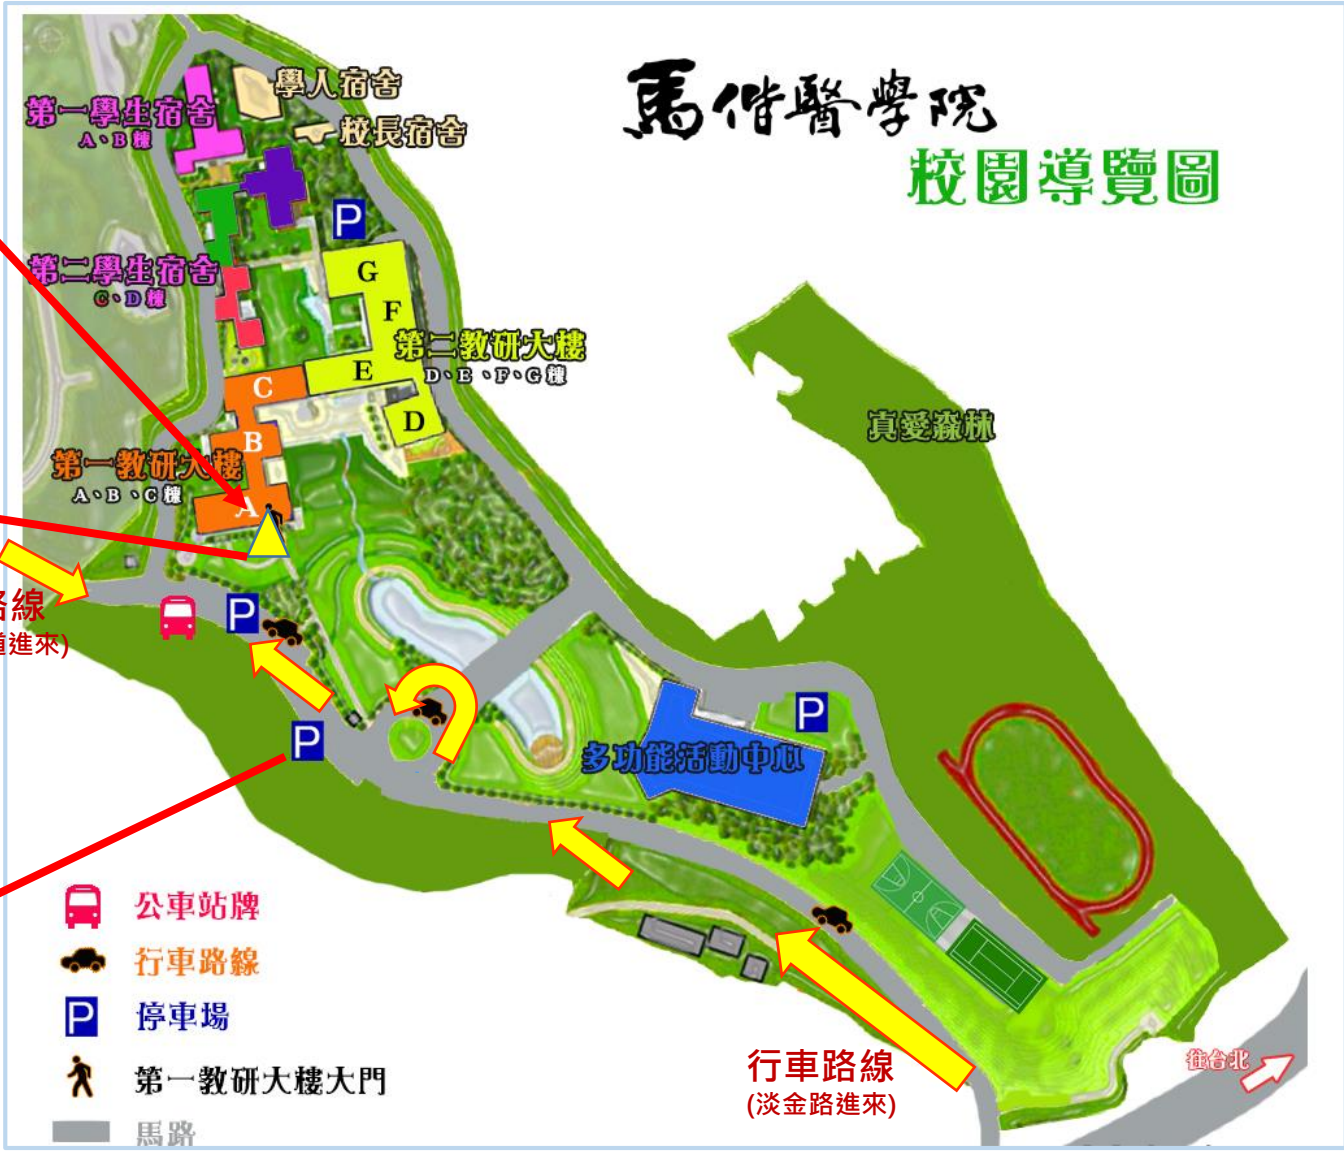 馬偕醫學院
校園導覽圖
學人宿舍
第一學生宿舍
A、B棟
校長宿舍
P
第二學生宿舍
C、D棟
G
F
第二教研大樓
D、E、F、G棟
E
C
D
B
真愛森林
第一教研大樓
A、B、C棟
A
路線
進來)
P
P
P
多功能活動中心
公車站牌
行車路線
P 停車場
第一教研大樓大門
馬路
行車路線
(淡金路進來)
往台北